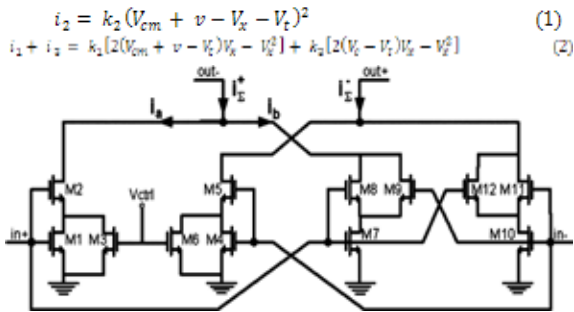 i₂ = k₂(V_cm + v − V_x − V_t)² (1)
i₁ + i₂ = k₁[2(V_cm + v − V_t)V_x − V_x²] + k₂[2(V_c − V_t)V_x − V_x²] (2)
out- i_Σ⁺ i_Σ⁻ out+
i_a i_b
M2 Vctrl M5 M8 M9 M12 M11
in+ M1 M3 M6 M4 M7 M10 in-